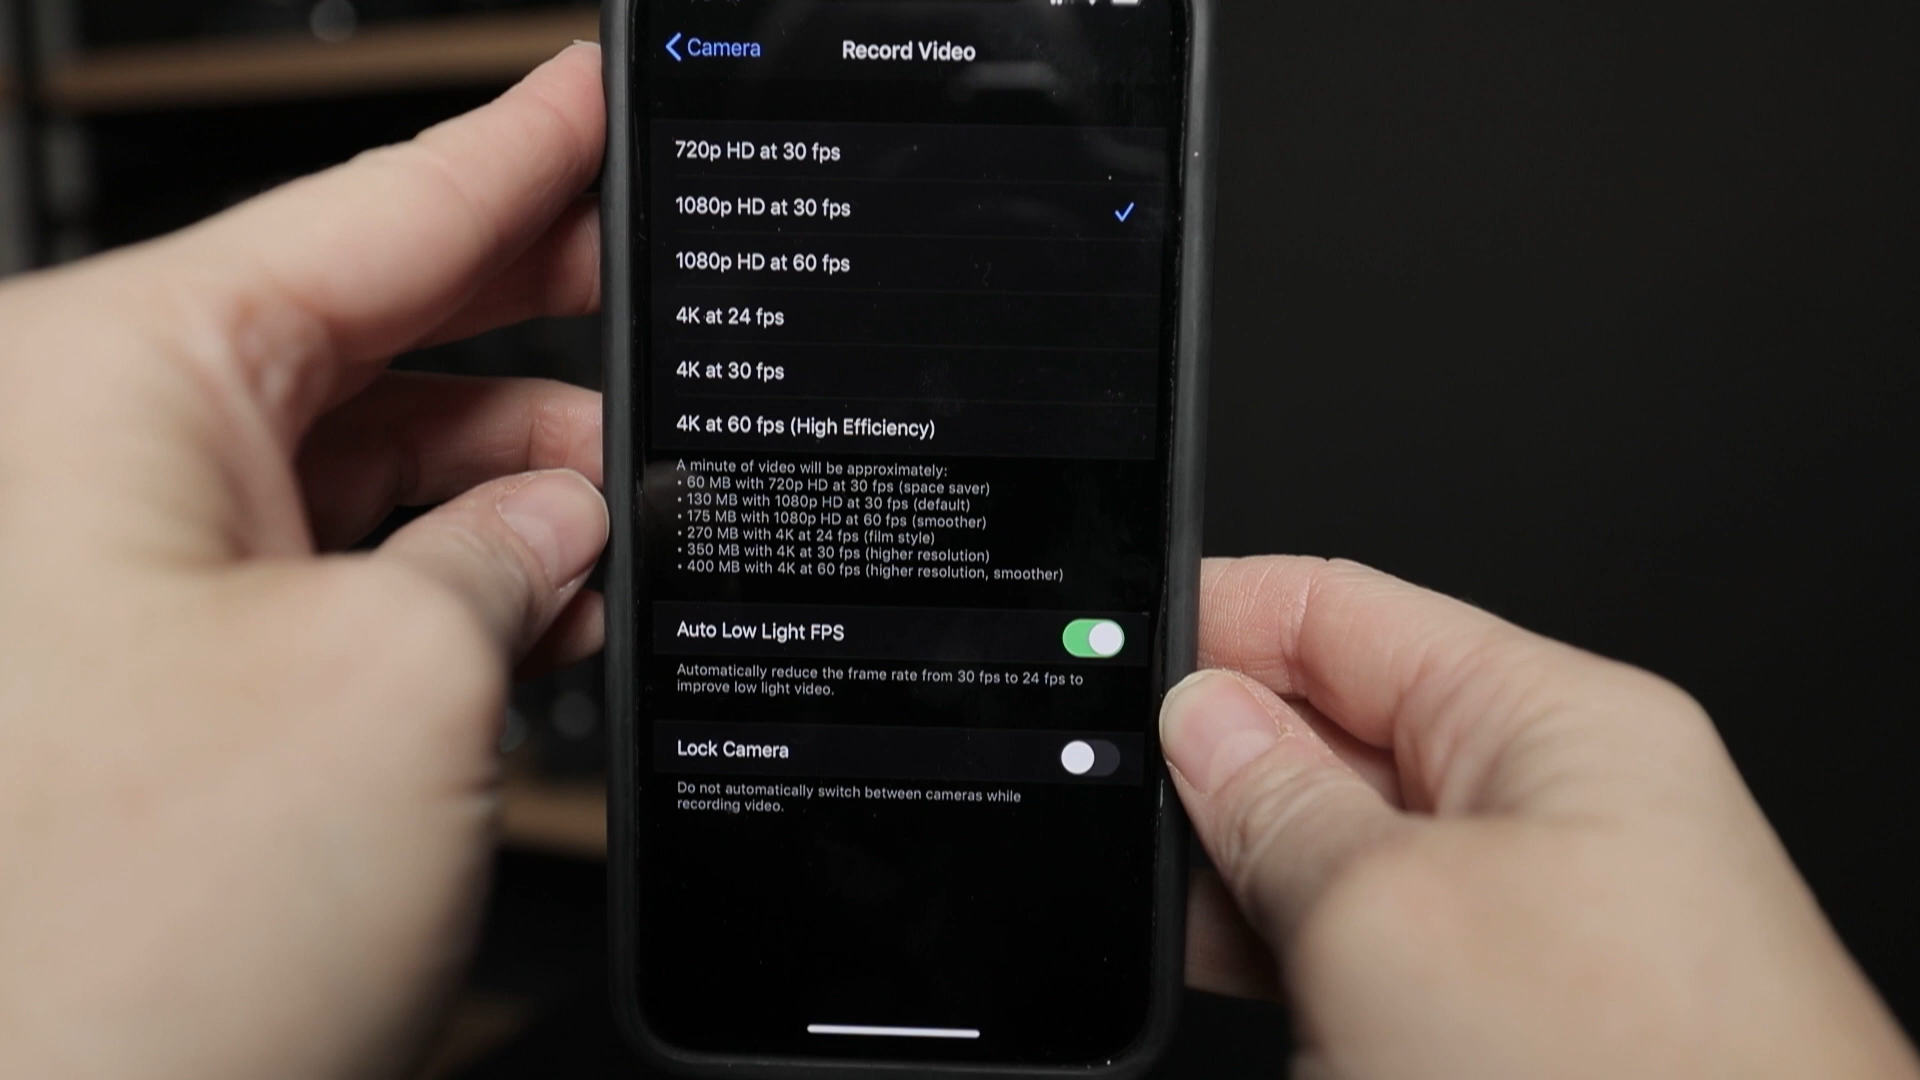 Camera
Record Video
720p HD at 30 fps
1080p HD at 30 fps
1080p HD at 60 fps
4K at 24 fps
4K at 30 fps
4K at 60 fps (High Efficiency)
A minute of video will be approximately:
• 60 MB with 720p HD at 30 fps (space saver)
• 130 MB with 1080p HD at 30 fps (default)
• 175 MB with 1080p HD at 60 fps (smoother)
• 270 MB with 4K at 24 fps (film style)
• 350 MB with 4K at 30 fps (higher resolution)
• 400 MB with 4K at 60 fps (higher resolution, smoother)
Auto Low Light FPS
Automatically reduce the frame rate from 30 fps to 24 fps to
improve low light video.
Lock Camera
Do not automatically switch between cameras while
recording video.